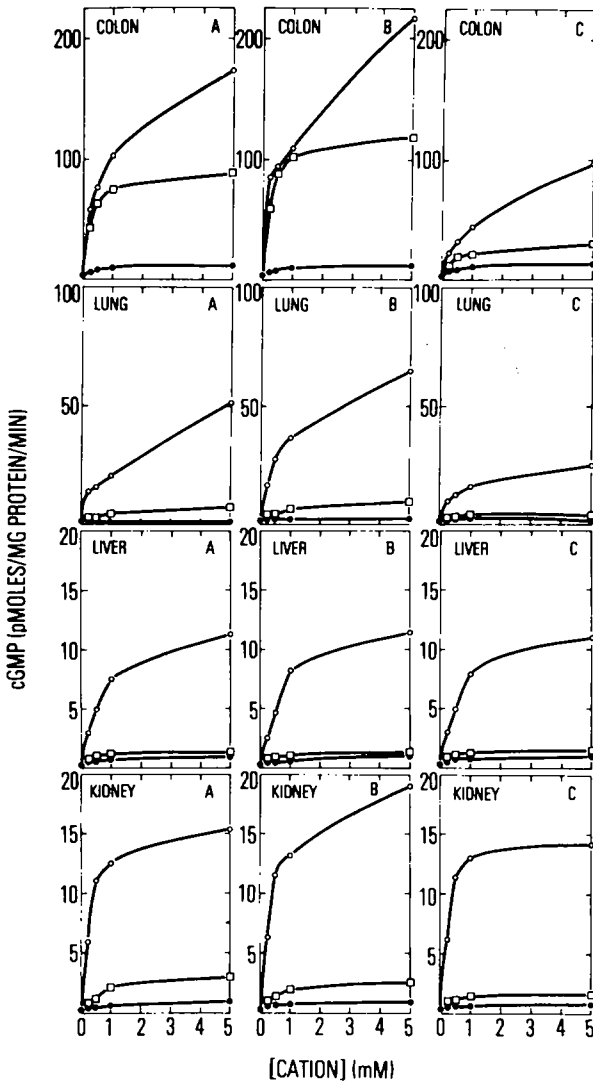 COLON A
COLON B
COLON C
200
200
200
100
100
100
LUNG A
LUNG B
LUNG C
100
100
100
50
50
50
LIVER A
LIVER B
LIVER C
20
20
20
15
15
15
10
10
10
5
5
5
KIDNEY A
KIDNEY B
KIDNEY C
20
20
20
15
15
15
10
10
10
5
5
5
0 1 2 3 4 5
0 1 2 3 4 5
0 1 2 3 4 5
cGMP (pMOLES/MG PROTEIN/MIN)
[CATION] (mM)